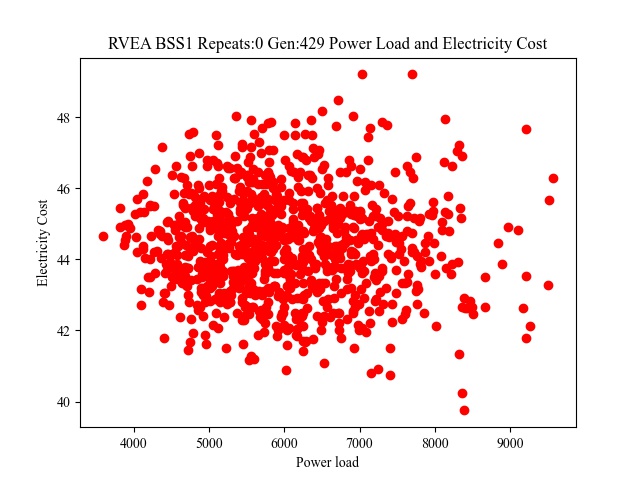 RVEA BSS1 Repeats:0 Gen:429 Power Load and Electricity Cost
Electricity Cost
48
46
44
42
40
4000 5000 6000 7000 8000 9000
Power load